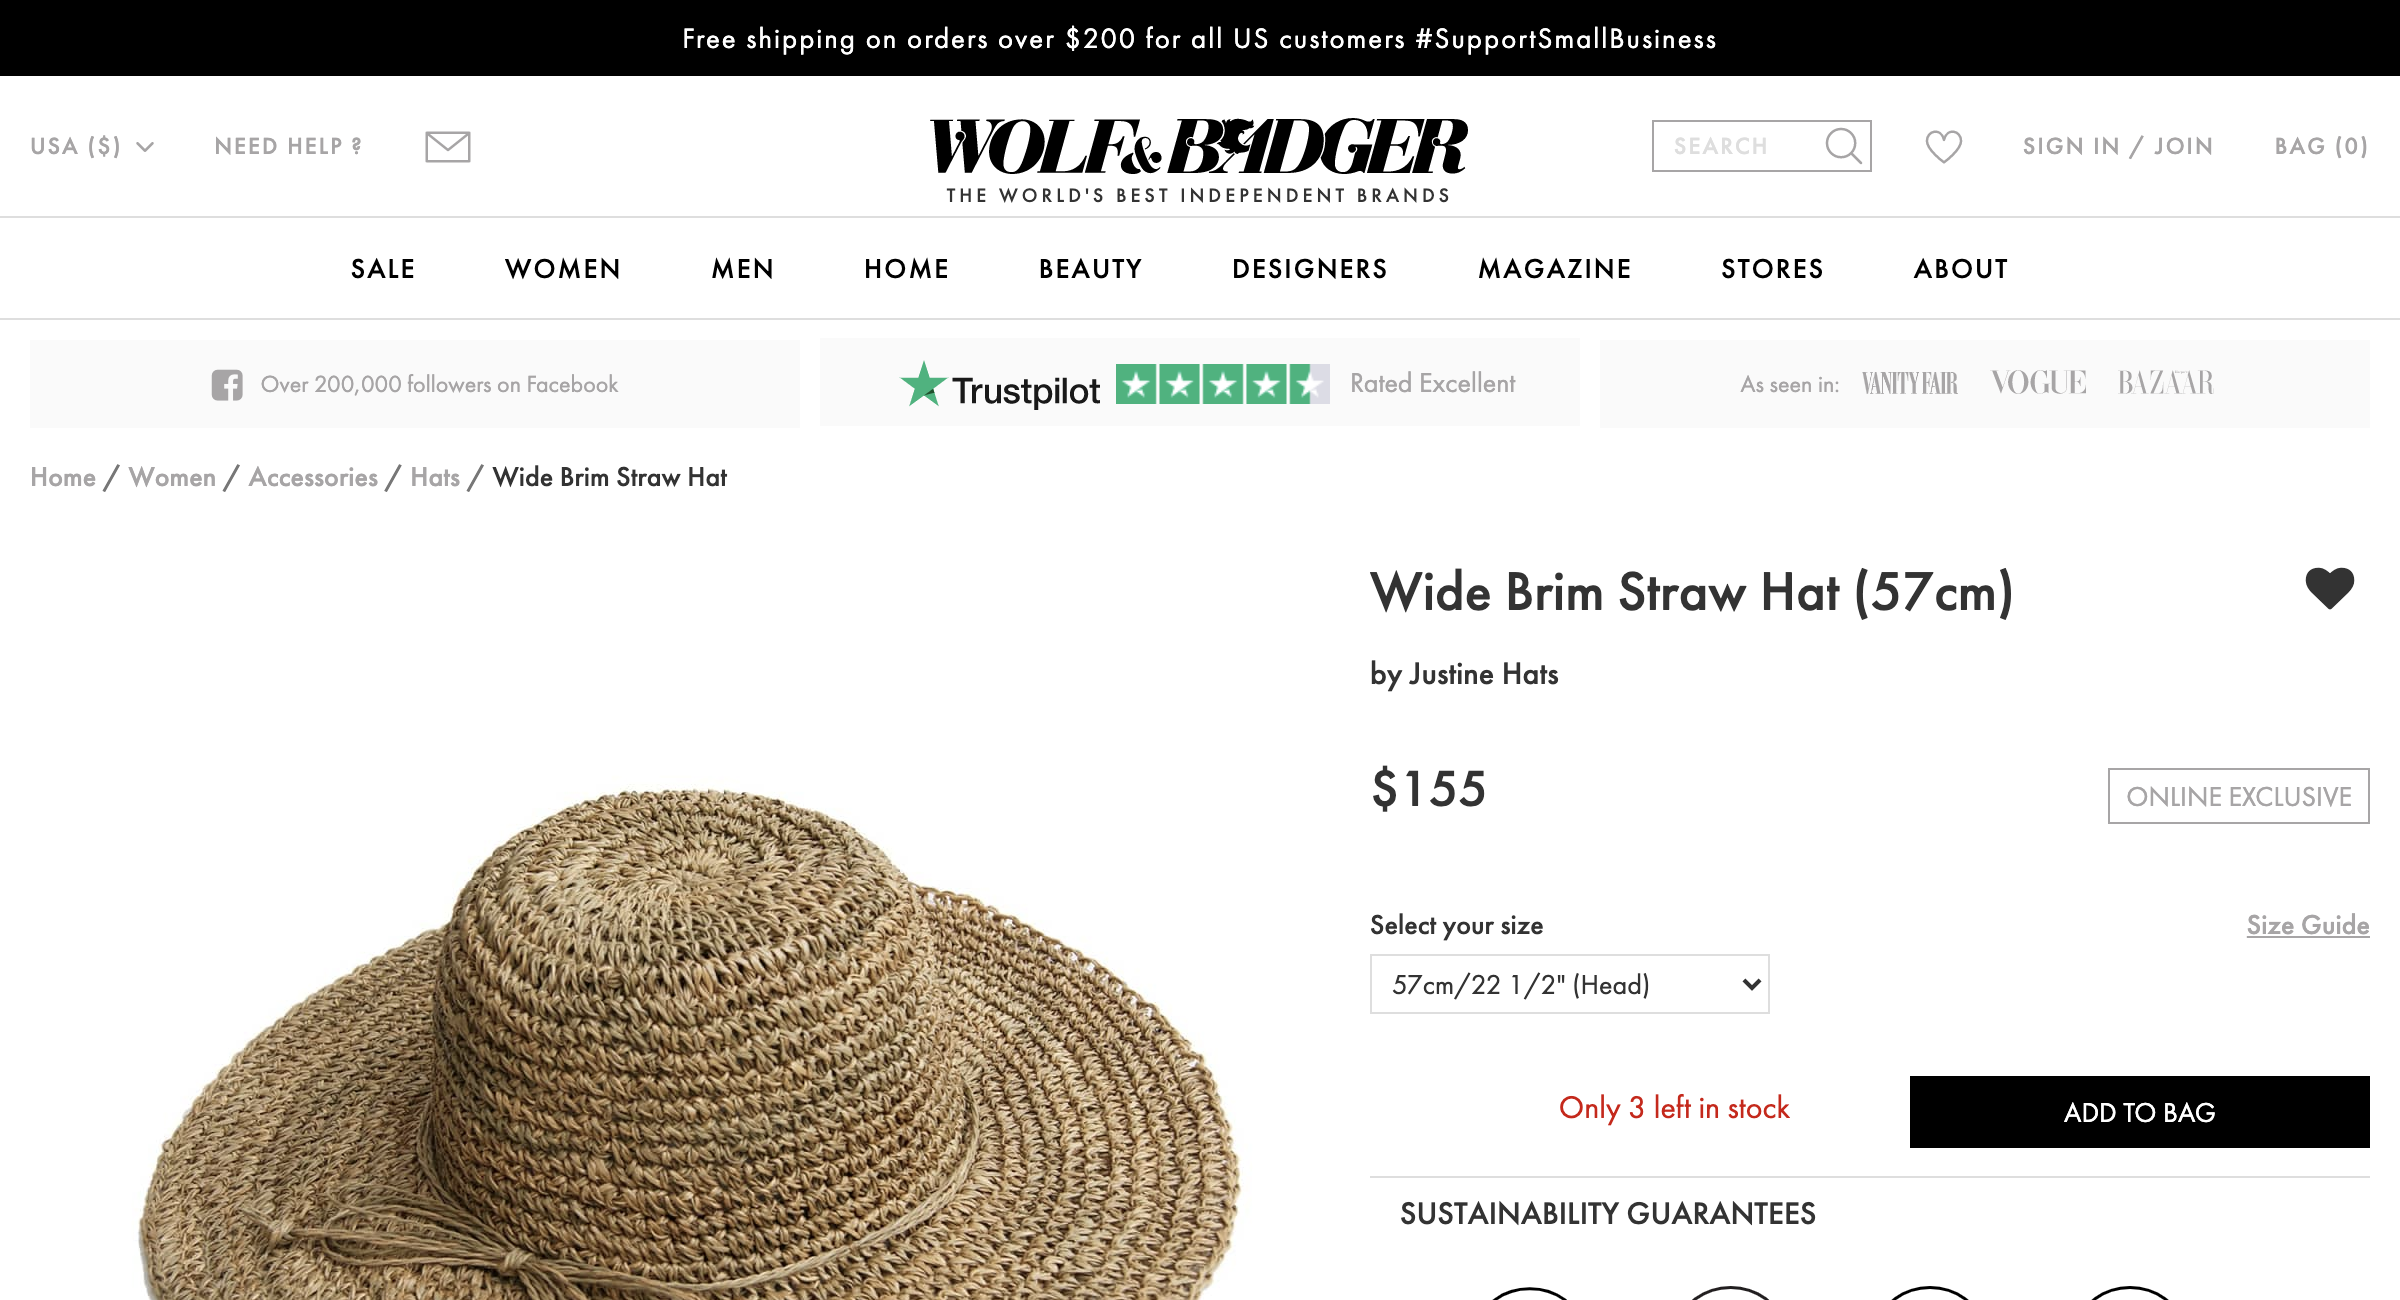 Free shipping on orders over $200 for all US customers #SupportSmallBusiness
USA ($)
NEED HELP ?
WOLF & BADGER
THE WORLD'S BEST INDEPENDENT BRANDS
SEARCH
SIGN IN / JOIN
BAG (0)
SALE
WOMEN
MEN
HOME
BEAUTY
DESIGNERS
MAGAZINE
STORES
ABOUT
Over 200,000 followers on Facebook
Trustpilot
Rated Excellent
As seen in: VANITY FAIR VOGUE BAZAAR
Home / Women / Accessories / Hats / Wide Brim Straw Hat
Wide Brim Straw Hat (57cm)
by Justine Hats
$155
ONLINE EXCLUSIVE
Select your size
Size Guide
57cm/22 1/2" (Head)
Only 3 left in stock
ADD TO BAG
SUSTAINABILITY GUARANTEES